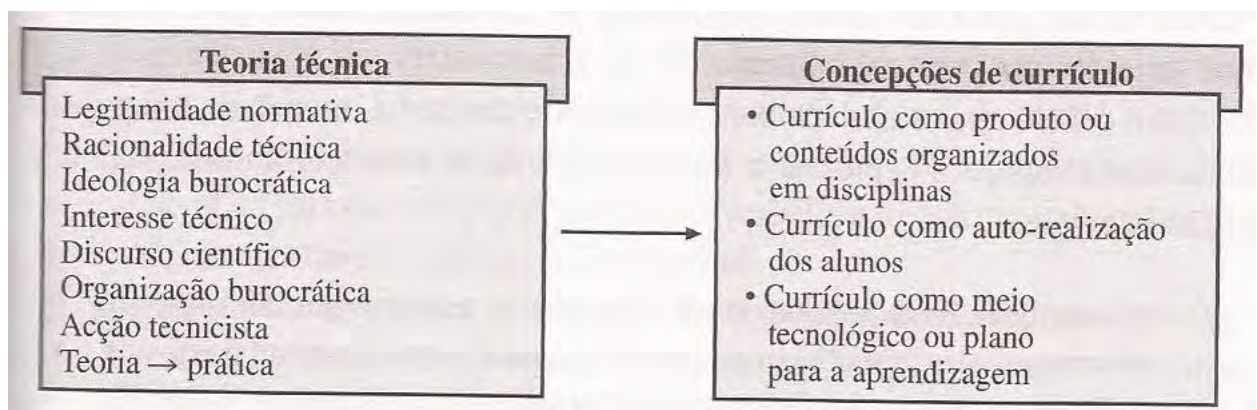 Teoria técnica
Legitimidade normativa
Racionalidade técnica
Ideologia burocrática
Interesse técnico
Discurso científico
Organização burocrática
Acção tecnicista
Teoria → prática
Concepções de currículo
• Currículo como produto ou
conteúdos organizados
em disciplinas
• Currículo como auto-realização
dos alunos
• Currículo como meio
tecnológico ou plano
para a aprendizagem